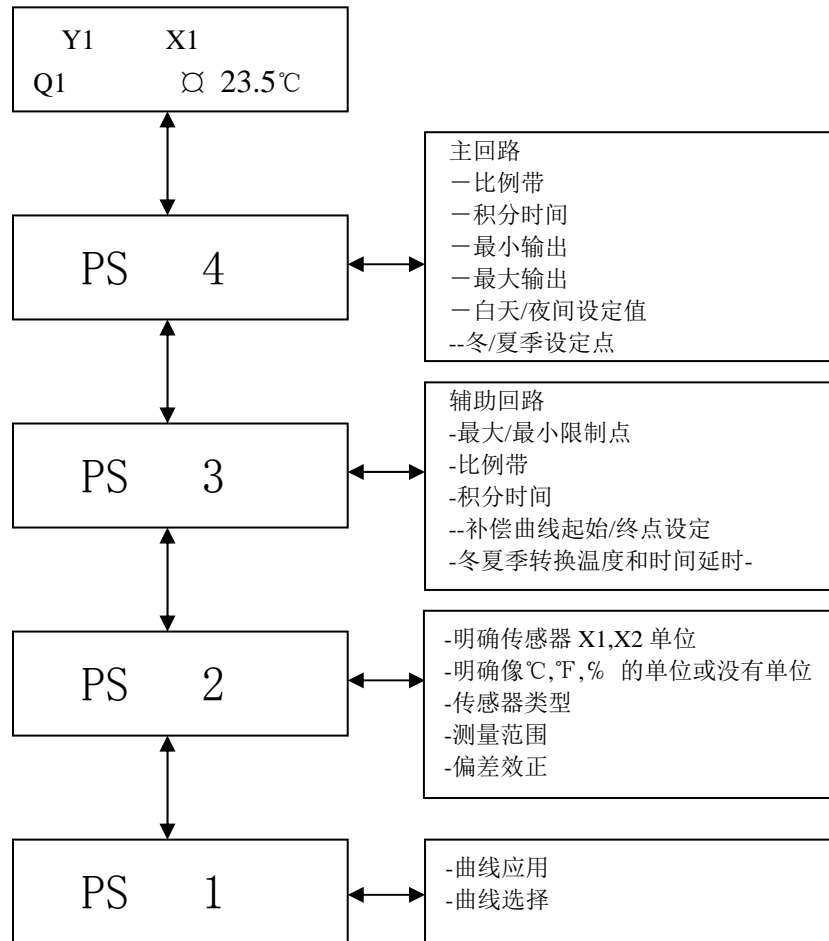 Y1 X1
Q1 ¤ 23.5℃
PS 4
主回路
－比例带
－积分时间
－最小输出
－最大输出
－白天/夜间设定值
--冬/夏季设定点
PS 3
辅助回路
-最大/最小限制点
-比例带
-积分时间
--补偿曲线起始/终点设定
-冬夏季转换温度和时间延时-
PS 2
-明确传感器 X1,X2 单位
-明确像℃,℉,% 的单位或没有单位
-传感器类型
-测量范围
-偏差效正
PS 1
-曲线应用
-曲线选择